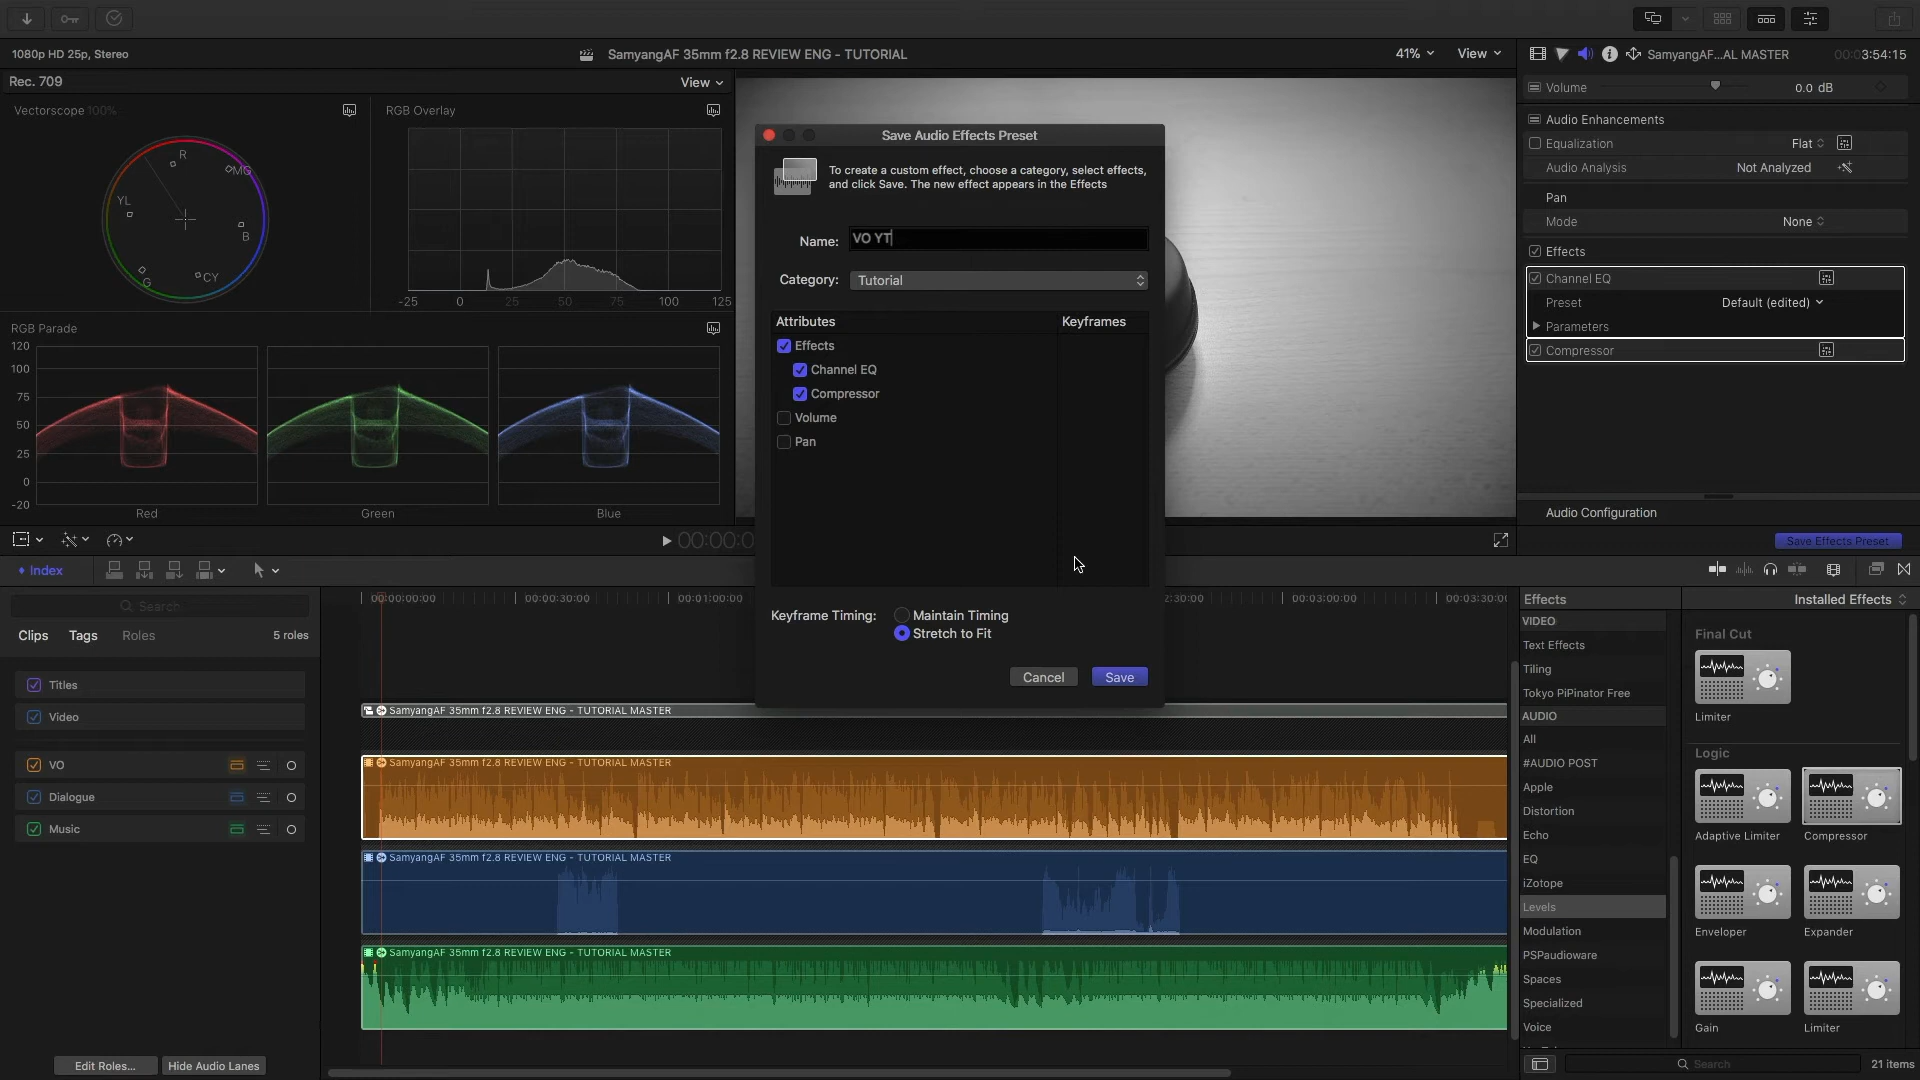 1080p HD 25p, Stereo
SamyangAF 35mm f2.8 REVIEW ENG - TUTORIAL
41%
View
SamyangAF...AL MASTER
00:03:54:15
Rec. 709
View
Vectorscope 100%
R
MG
B
CY
G
YL
RGB Overlay
-25 0 25 50 75 100 125
RGB Parade
120
100
75
50
25
0
-20
Red
Green
Blue
Save Audio Effects Preset
To create a custom effect, choose a category, select effects,
and click Save. The new effect appears in the Effects
Name: VO YT
Category: Tutorial
Attributes
Keyframes
Effects
Channel EQ
Compressor
Volume
Pan
Keyframe Timing:
Maintain Timing
Stretch to Fit
Cancel
Save
Volume
0.0 dB
Audio Enhancements
Equalization
Flat
Audio Analysis
Not Analyzed
Pan
Mode
None
Effects
Channel EQ
Preset
Default (edited)
Parameters
Compressor
Audio Configuration
Save Effects Preset
Index
Search
Clips
Tags
Roles
5 roles
Titles
Video
VO
Dialogue
Music
Edit Roles...
Hide Audio Lanes
00:00:00:00
00:00:30:00
00:01:00:00
2:30:00
00:03:00:00
00:03:30:00
SamyangAF 35mm f2.8 REVIEW ENG - TUTORIAL MASTER
SamyangAF 35mm f2.8 REVIEW ENG - TUTORIAL MASTER
SamyangAF 35mm f2.8 REVIEW ENG - TUTORIAL MASTER
SamyangAF 35mm f2.8 REVIEW ENG - TUTORIAL MASTER
Effects
Installed Effects
VIDEO
Text Effects
Tiling
Tokyo PiPinator Free
AUDIO
All
#AUDIO POST
Apple
Distortion
Echo
EQ
iZotope
Levels
Modulation
PSPaudioware
Spaces
Specialized
Voice
Final Cut
Limiter
Logic
Adaptive Limiter
Compressor
Enveloper
Expander
Gain
Limiter
Search
21 items